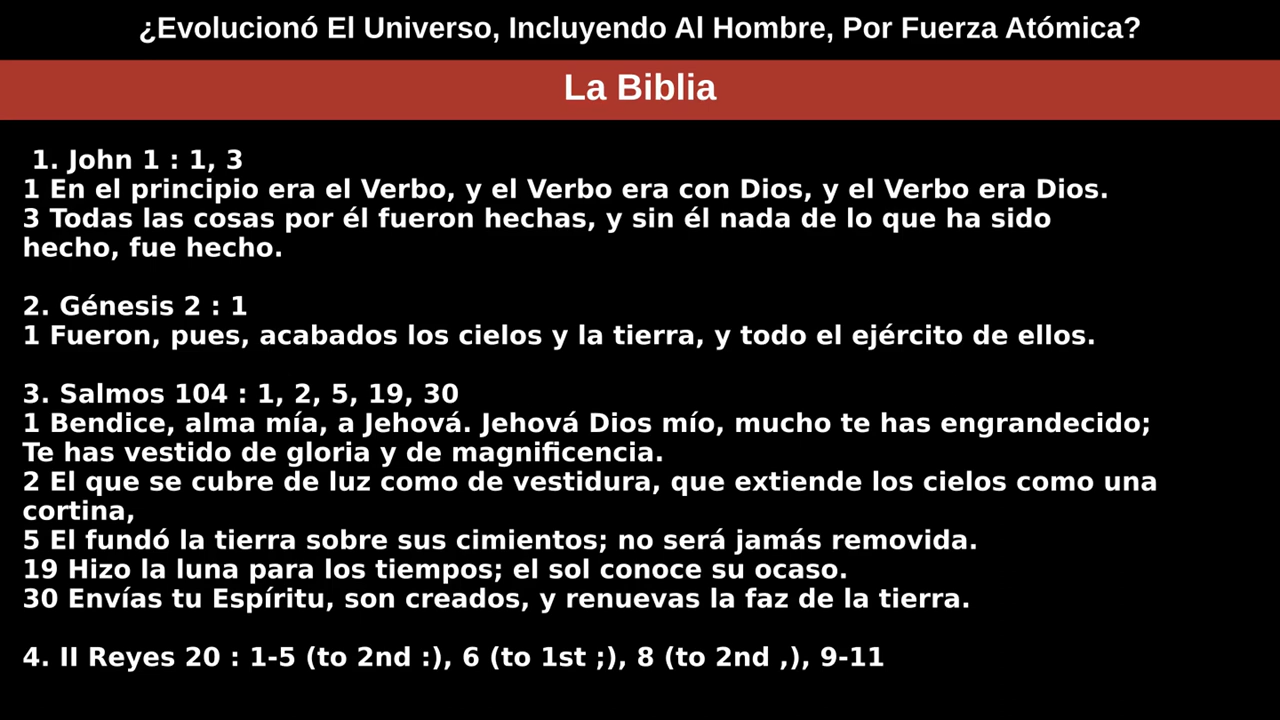 ¿Evolucionó El Universo, Incluyendo Al Hombre, Por Fuerza Atómica?
La Biblia
1. John 1 : 1, 3
1 En el principio era el Verbo, y el Verbo era con Dios, y el Verbo era Dios.
3 Todas las cosas por él fueron hechas, y sin él nada de lo que ha sido
hecho, fue hecho.
2. Génesis 2 : 1
1 Fueron, pues, acabados los cielos y la tierra, y todo el ejército de ellos.
3. Salmos 104 : 1, 2, 5, 19, 30
1 Bendice, alma mía, a Jehová. Jehová Dios mío, mucho te has engrandecido;
Te has vestido de gloria y de magnificencia.
2 El que se cubre de luz como de vestidura, que extiende los cielos como una
cortina,
5 El fundó la tierra sobre sus cimientos; no será jamás removida.
19 Hizo la luna para los tiempos; el sol conoce su ocaso.
30 Envías tu Espíritu, son creados, y renuevas la faz de la tierra.
4. II Reyes 20 : 1-5 (to 2nd :), 6 (to 1st ;), 8 (to 2nd ,), 9-11